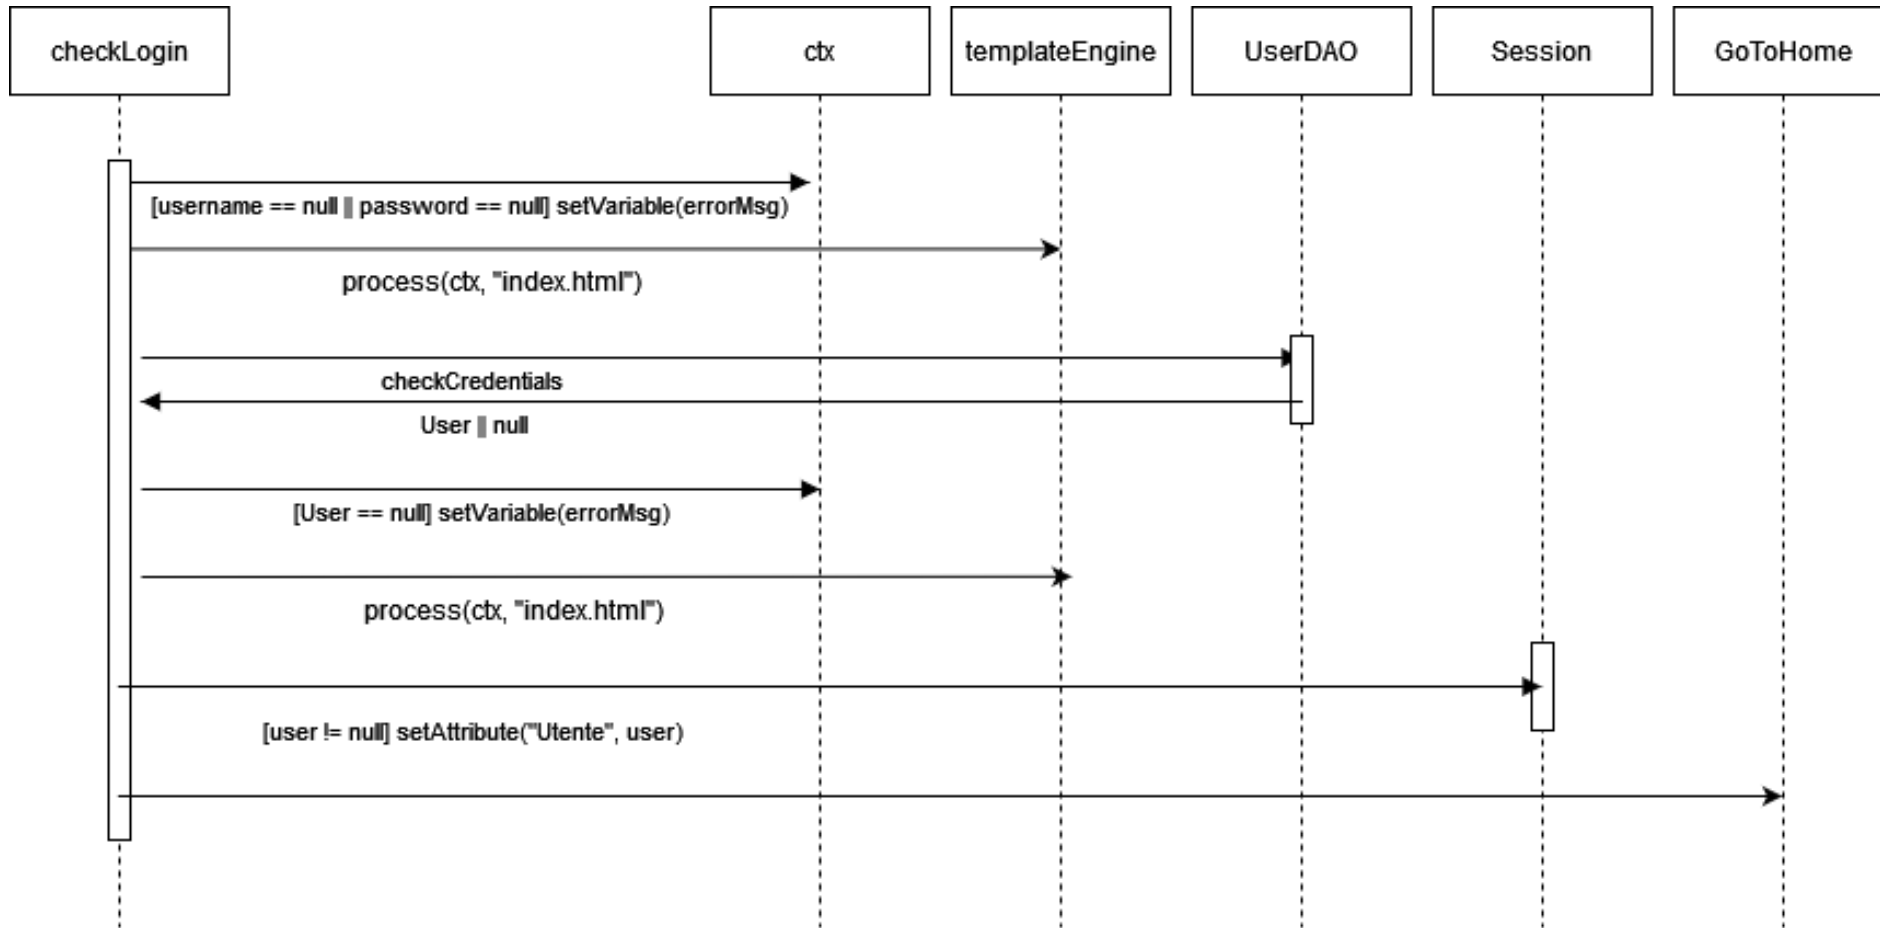 checkLogin
ctx
templateEngine
UserDAO
Session
GoToHome
[username == null || password == null] setVariable(errorMsg)
process(ctx, "index.html")
checkCredentials
User || null
[User == null] setVariable(errorMsg)
process(ctx, "index.html")
[user != null] setAttribute("Utente", user)